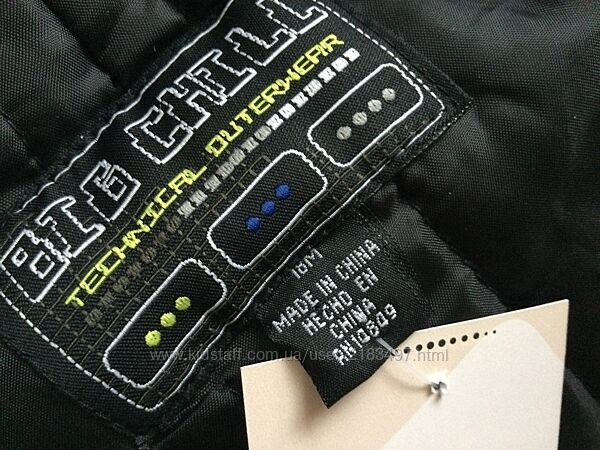 BIG CHILL
TECHNICAL OUTERWEAR
18M
MADE IN CHINA
HECHO EN
CHINA
RN10809
www.kidstaff.com.ua/user-183497.html